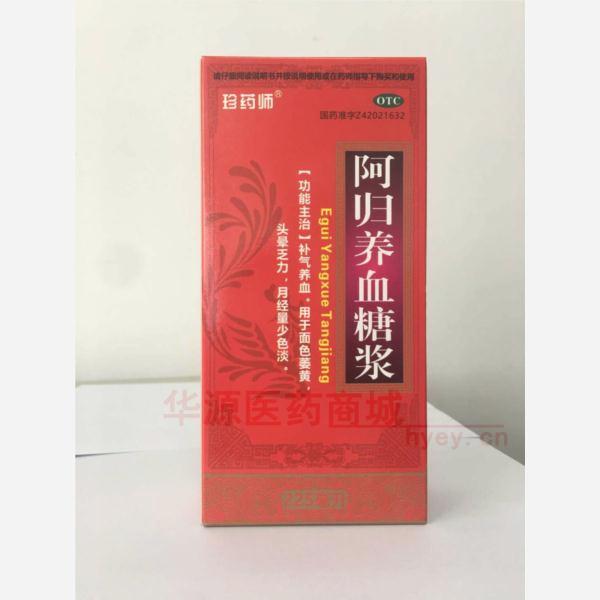 请仔细阅读说明书并按说明使用或在药师指导下购买和使用
珍药师®
OTC
国药准字Z42021632
阿归养血糖浆
Egui Yangxue Tangjiang
【功能主治】补气养血。用于面色萎黄,
头晕乏力,月经量少色淡。
华源医药商城
hyey.cn
源